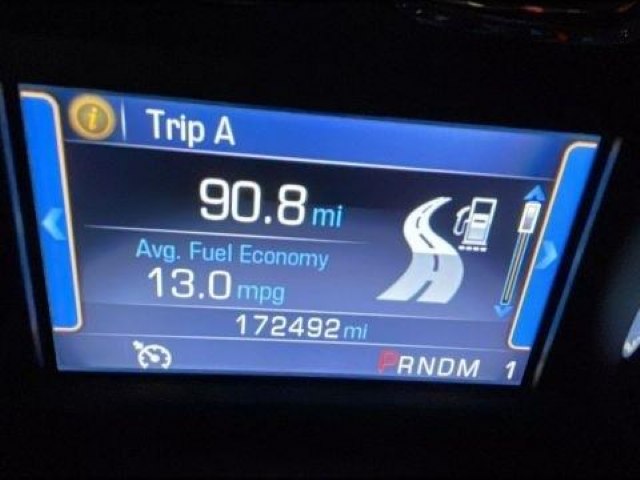 i Trip A
90.8 mi
Avg. Fuel Economy
13.0 mpg
172492 mi
PRNDM 1